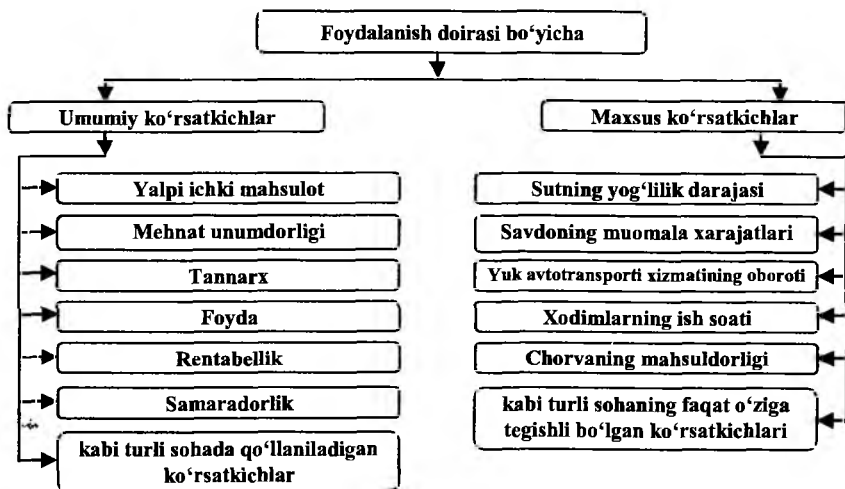 Foydalanish doirasi bo‘yicha
Umumiy ko‘rsatkichlar
Yalpi ichki mahsulot
Mehnat unumdorligi
Tannarx
Foyda
Rentabellik
Samaradorlik
kabi turli sohada qo‘llaniladigan
ko‘rsatkichlar
Maxsus ko‘rsatkichlar
Sutning yog‘lilik darajasi
Savdoning muomala xarajatlari
Yuk avtotransporti xizmatining oboroti
Xodimlarning ish soati
Chorvaning mahsuldorligi
kabi turli sohaning faqat o’ziga
tegishli bo‘lgan ko‘rsatkichlari